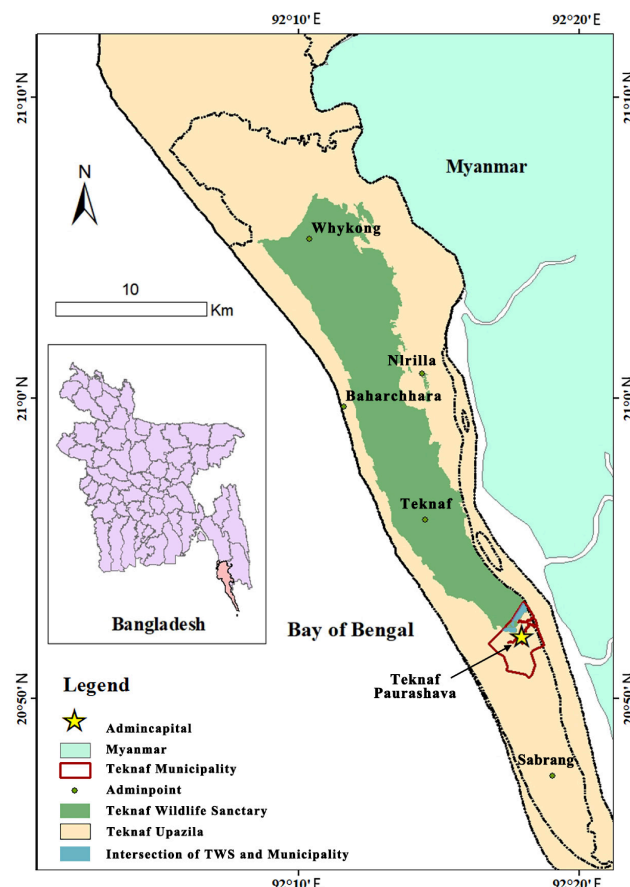 92°10'E
92°20'E
21°10'N
21°10'N
Myanmar
N
Whykong
10
Km
Nlrilla
21°0'N
21°0'N
Baharchhara
Teknaf
Bangladesh
Bay of Bengal
Teknaf
Paurashava
20°50'N
20°50'N
Sabrang
Legend
Admincapital
Myanmar
Teknaf Municipality
Adminpoint
Teknaf Wildlife Sanctary
Teknaf Upazila
Intersection of TWS and Municipality
92°10'E
92°20'E